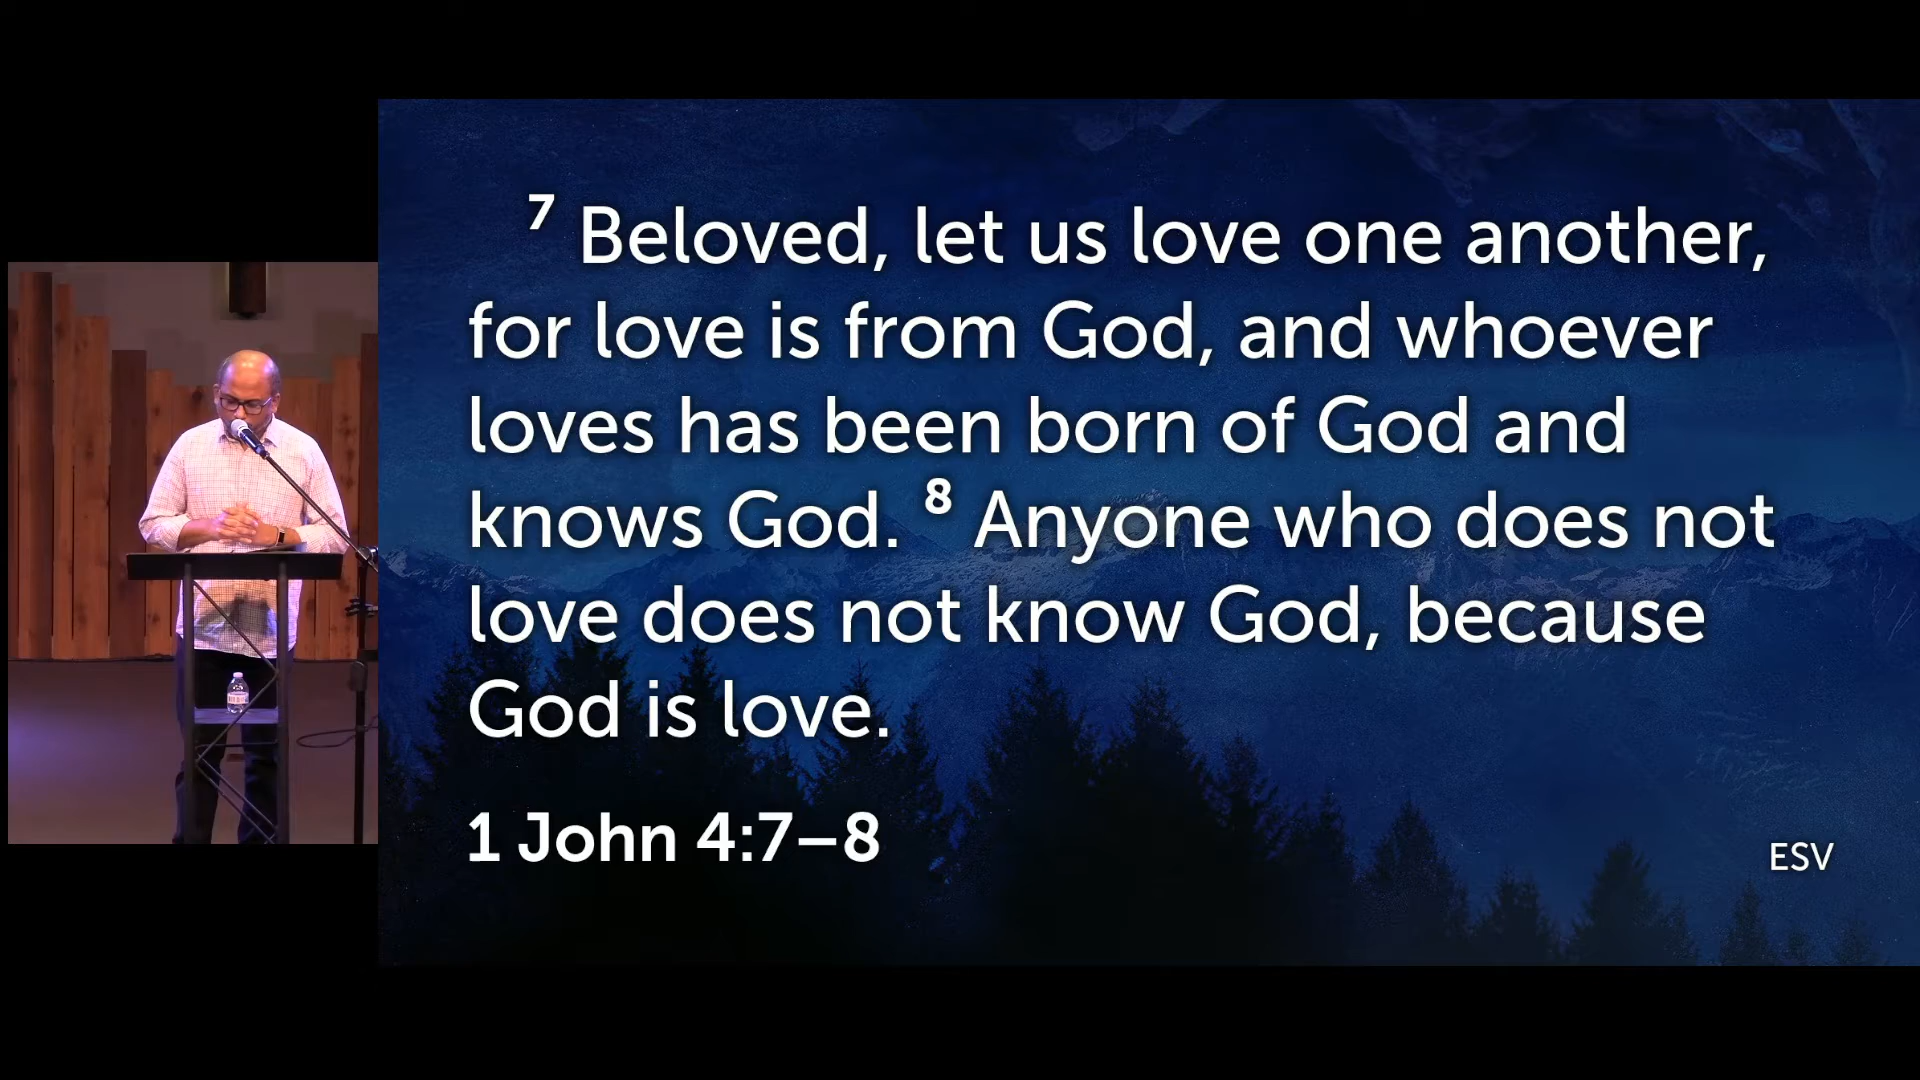 7 Beloved, let us love one another,
for love is from God, and whoever
loves has been born of God and
knows God. 8 Anyone who does not
love does not know God, because
God is love.
1 John 4:7–8
ESV